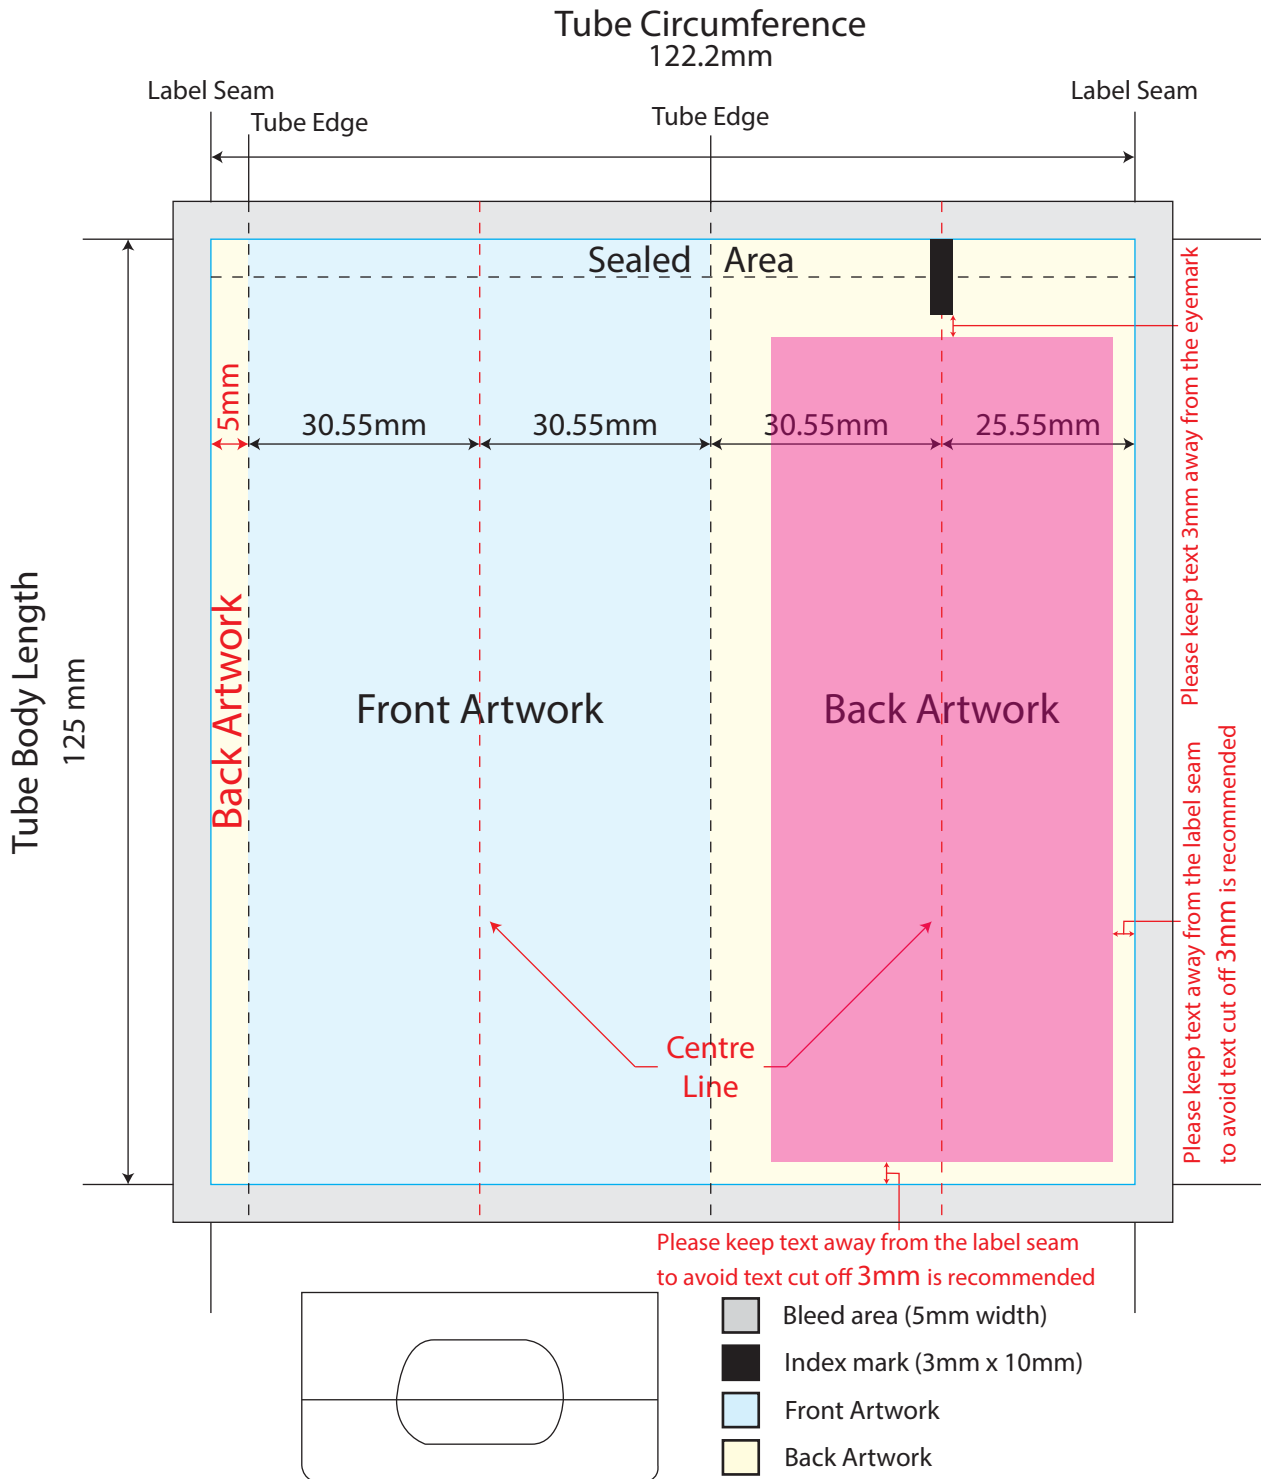 Tube Circumference
122.2mm
Label Seam
Label Seam
Tube Edge
Tube Edge
Sealed Area
5mm
30.55mm
30.55mm
30.55mm
25.55mm
Please keep text 3mm away from the eyemark
Tube Body Length
125 mm
Back Artwork
Front Artwork
Back Artwork
Please keep text away from the label seam
to avoid text cut off 3mm is recommended
Centre
Line
Please keep text away from the label seam
to avoid text cut off 3mm is recommended
Bleed area (5mm width)
Index mark (3mm x 10mm)
Front Artwork
Back Artwork